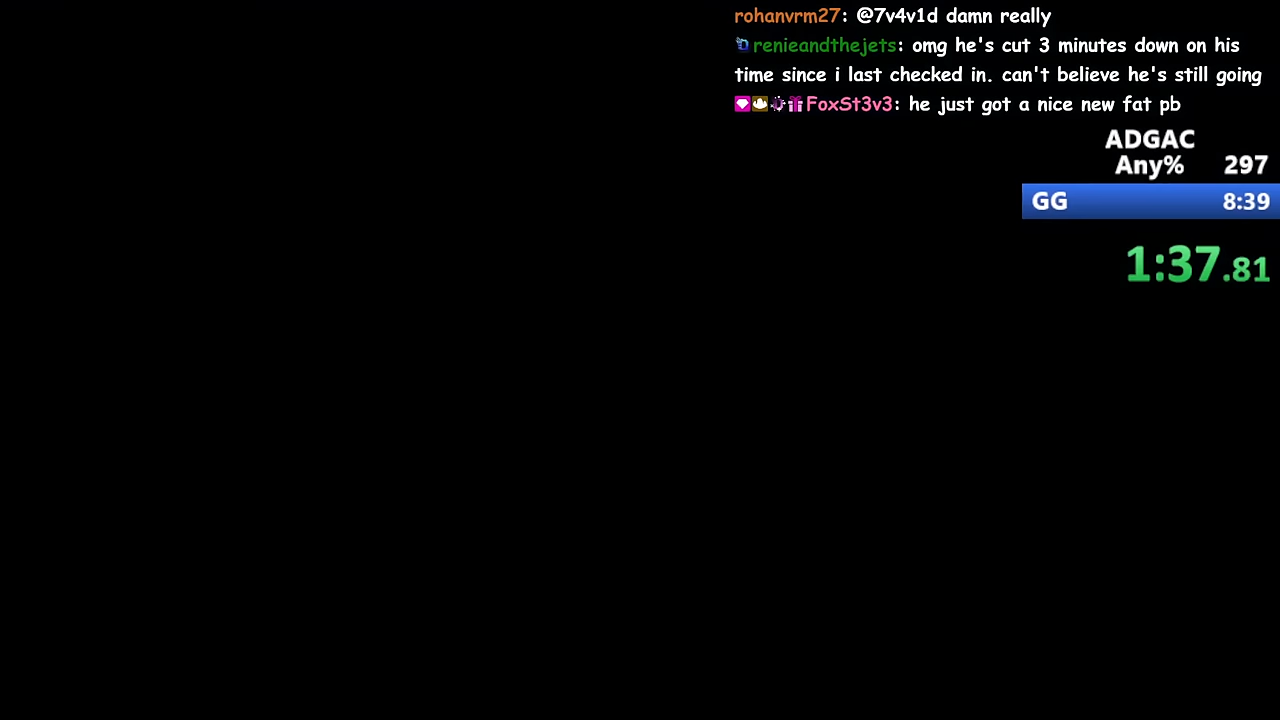 rohanvrm27: @7v4v1d damn really
renieandthejets: omg he's cut 3 minutes down on his
time since i last checked in. can't believe he's still going
FoxSt3v3: he just got a nice new fat pb
ADGAC
Any% 297
GG 8:39
1:37.81